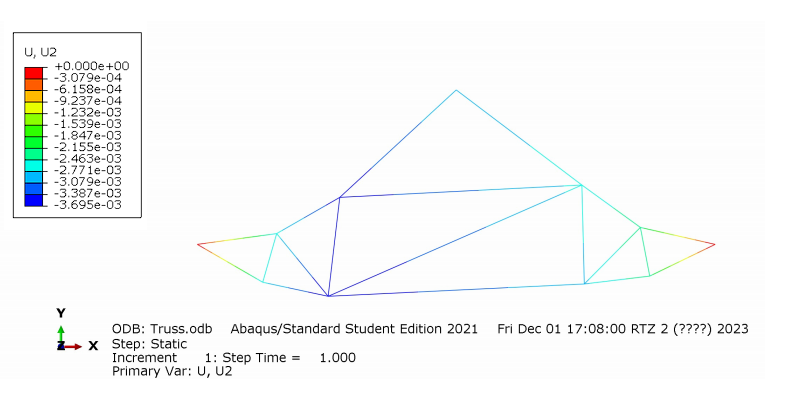 U, U2
+0.000e+00
-3.079e-04
-6.158e-04
-9.237e-04
-1.232e-03
-1.539e-03
-1.847e-03
-2.155e-03
-2.463e-03
-2.771e-03
-3.079e-03
-3.387e-03
-3.695e-03
Y
Z X
ODB: Truss.odb Abaqus/Standard Student Edition 2021 Fri Dec 01 17:08:00 RTZ 2 (????) 2023
Step: Static
Increment 1: Step Time = 1.000
Primary Var: U, U2